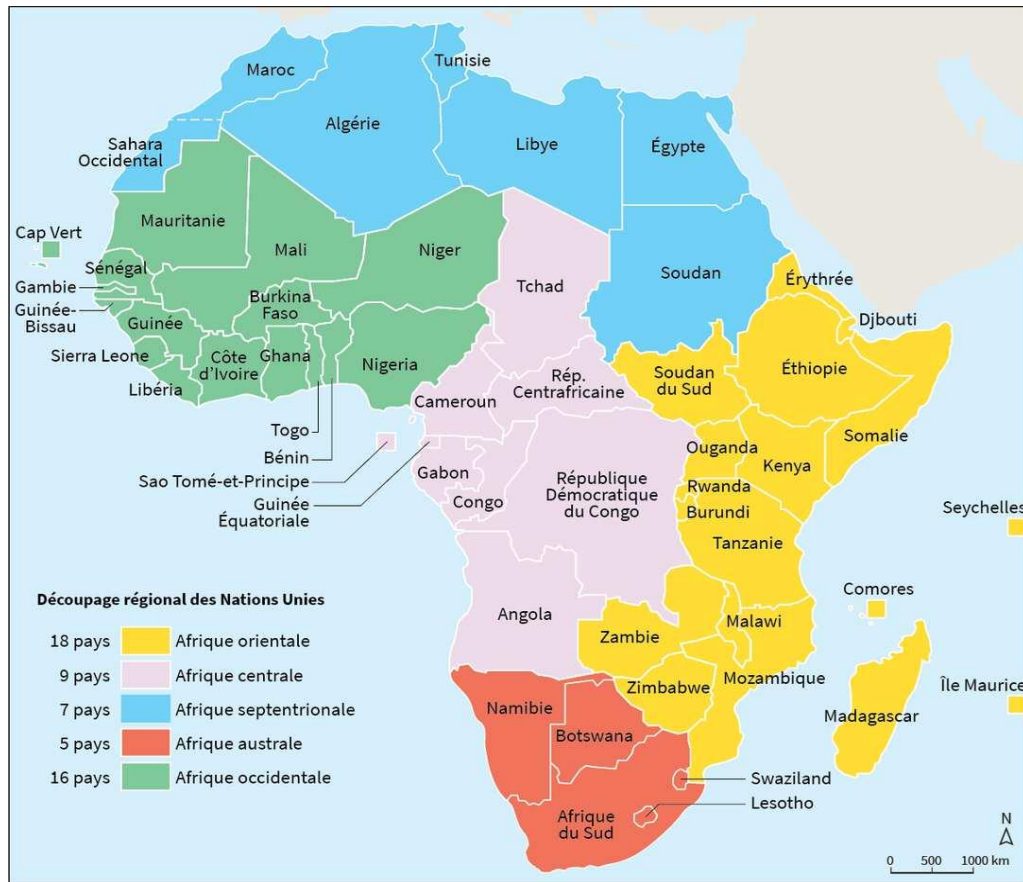 Maroc
Tunisie
Algérie
Libye
Égypte
Sahara
Occidental
Mauritanie
Mali
Niger
Tchad
Soudan
Érythrée
Cap Vert
Sénégal
Gambie
Guinée-
Bissau
Guinée
Burkina
Faso
Djibouti
Sierra Leone
Côte
d'Ivoire
Ghana
Nigeria
Libéria
Togo
Bénin
Sao Tomé-et-Principe
Guinée
Équatoriale
Cameroun
Rép.
Centrafricaine
Soudan
du Sud
Éthiopie
Somalie
Ouganda
Kenya
Gabon
Congo
République
Démocratique
du Congo
Rwanda
Burundi
Tanzanie
Seychelles
Comores
Angola
Zambie
Malawi
Mozambique
Zimbabwe
Île Maurice
Madagascar
Namibie
Botswana
Swaziland
Lesotho
Afrique
du Sud
Découpage régional des Nations Unies
18 pays Afrique orientale
9 pays Afrique centrale
7 pays Afrique septentrionale
5 pays Afrique australe
16 pays Afrique occidentale
N
0 500 1000 km